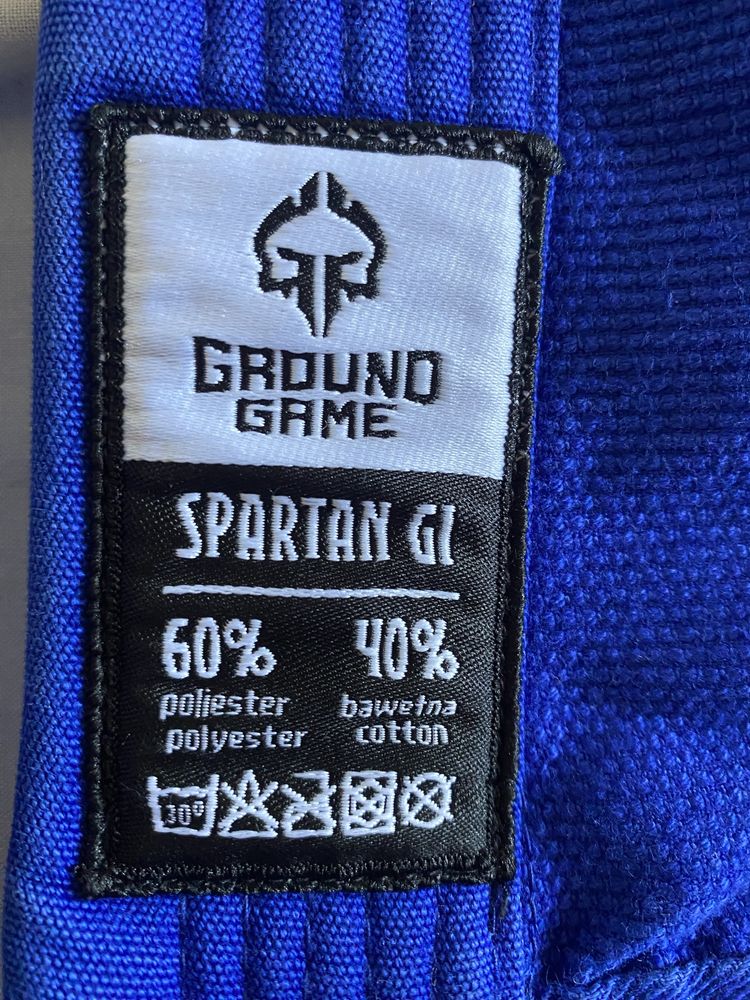 GROUND
GAME
SPARTAN GI
60% 40%
poliester bawełna
polyester cotton
30°